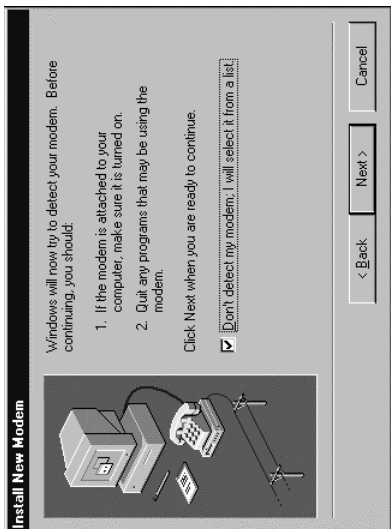 Install New Modem
Windows will now try to detect your modem. Before
continuing, you should:
1. If the modem is attached to your
computer, make sure it is turned on.
2. Quit any programs that may be using the
modem.
Click Next when you are ready to continue.
Don't detect my modem; I will select it from a list.
< Back
Next >
Cancel